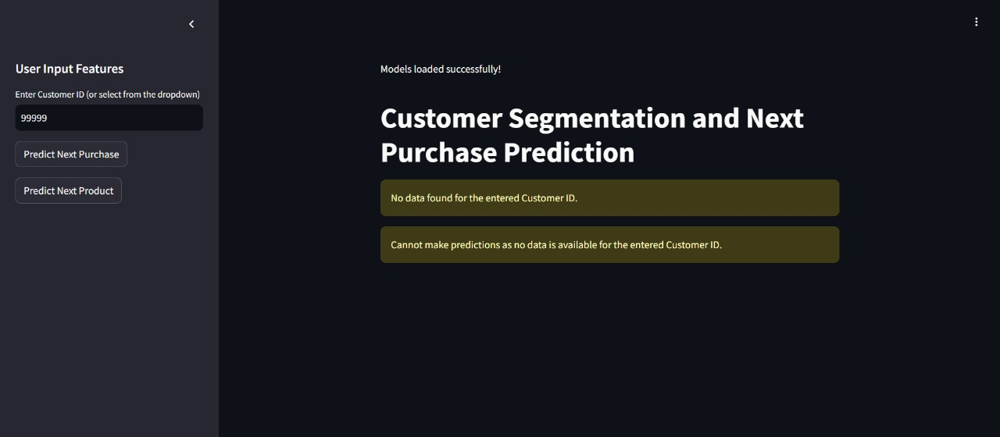 User Input Features
Enter Customer ID (or select from the dropdown)
99999
Predict Next Purchase
Predict Next Product
Models loaded successfully!
Customer Segmentation and Next
Purchase Prediction
No data found for the entered Customer ID.
Cannot make predictions as no data is available for the entered Customer ID.